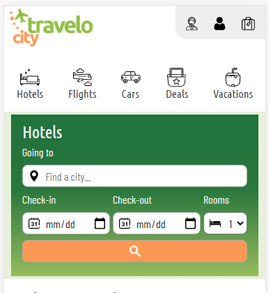 travelo
city
Hotels Flights Cars Deals Vacations
Hotels
Going to
Find a city...
Check-In Check-out Rooms
mm/dd mm/dd 1